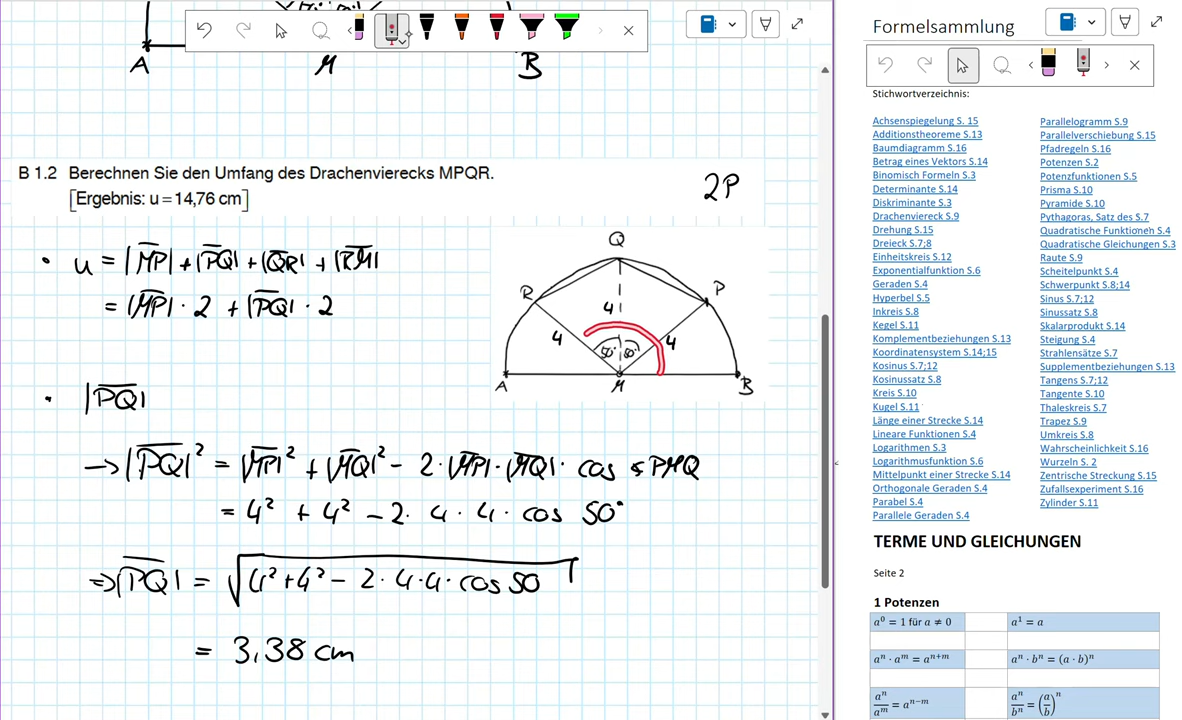 A M B
B 1.2 Berechnen Sie den Umfang des Drachenvierecks MPQR.
[Ergebnis: u = 14,76 cm]
2P
• u = |MP| + |PQ| + |QR| + |RM|
= |MP| · 2 + |PQ| · 2
Q
R P
4
4 4
50° 50°
A M B
• |PQ|
→ |PQ|² = |MP|² + |MQ|² − 2 · |MP| · |MQ| · cos ∢ PMQ
= 4² + 4² − 2 · 4 · 4 · cos 50°
⇒ |PQ| = √4² + 4² − 2 · 4 · 4 · cos 50
= 3,38 cm
Formelsammlung
Stichwortverzeichnis:
Achsenspiegelung S. 15
Additionstheoreme S.13
Baumdiagramm S.16
Betrag eines Vektors S.14
Binomisch Formeln S.3
Determinante S.14
Diskriminante S.3
Drachenviereck S.9
Drehung S.15
Dreieck S.7;8
Einheitskreis S.12
Exponentialfunktion S.6
Geraden S.4
Hyperbel S.5
Inkreis S.8
Kegel S.11
Komplementbeziehungen S.13
Koordinatensystem S.14;15
Kosinus S.7;12
Kosinussatz S.8
Kreis S.10
Kugel S.11
Länge einer Strecke S.14
Lineare Funktionen S.4
Logarithmen S.3
Logarithmusfunktion S.6
Mittelpunkt einer Strecke S.14
Orthogonale Geraden S.4
Parabel S.4
Parallele Geraden S.4
Parallelogramm S.9
Parallelverschiebung S.15
Pfadregeln S.16
Potenzen S.2
Potenzfunktionen S.5
Prisma S.10
Pyramide S.10
Pythagoras, Satz des S.7
Quadratische Funktionen S.4
Quadratische Gleichungen S.3
Raute S.9
Scheitelpunkt S.4
Schwerpunkt S.8;14
Sinus S.7;12
Sinussatz S.8
Skalarprodukt S.14
Steigung S.4
Strahlensätze S.7
Supplementbeziehungen S.13
Tangens S.7;12
Tangente S.10
Thaleskreis S.7
Trapez S.9
Umkreis S.8
Wahrscheinlichkeit S.16
Wurzeln S. 2
Zentrische Streckung S.15
Zufallsexperiment S.16
Zylinder S.11
TERME UND GLEICHUNGEN
Seite 2
1 Potenzen
a⁰ = 1 für a ≠ 0 a¹ = a
aⁿ · aᵐ = aⁿ⁺ᵐ aⁿ · bⁿ = (a · b)ⁿ
aⁿ/aᵐ = aⁿ⁻ᵐ aⁿ/bⁿ = (a/b)ⁿ